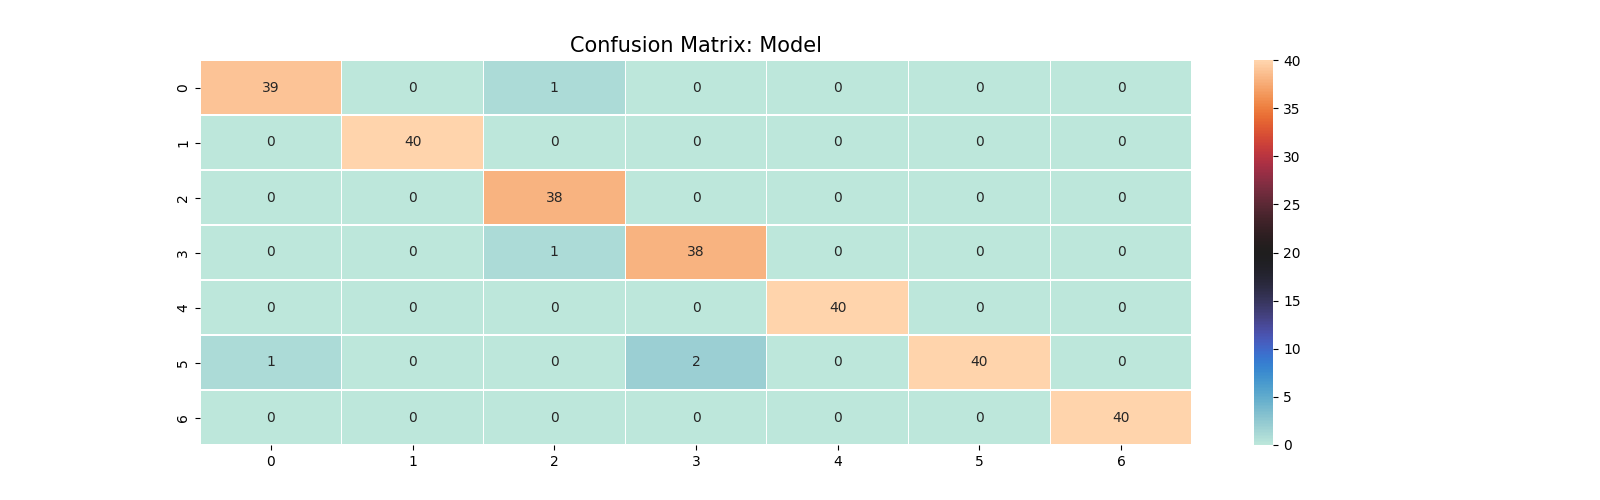 Confusion Matrix: Model
0 39 0 1 0 0 0 0
1 0 40 0 0 0 0 0
2 0 0 38 0 0 0 0
3 0 0 1 38 0 0 0
4 0 0 0 0 40 0 0
5 1 0 0 2 0 40 0
6 0 0 0 0 0 0 40
0 1 2 3 4 5 6
40
35
30
25
20
15
10
5
0